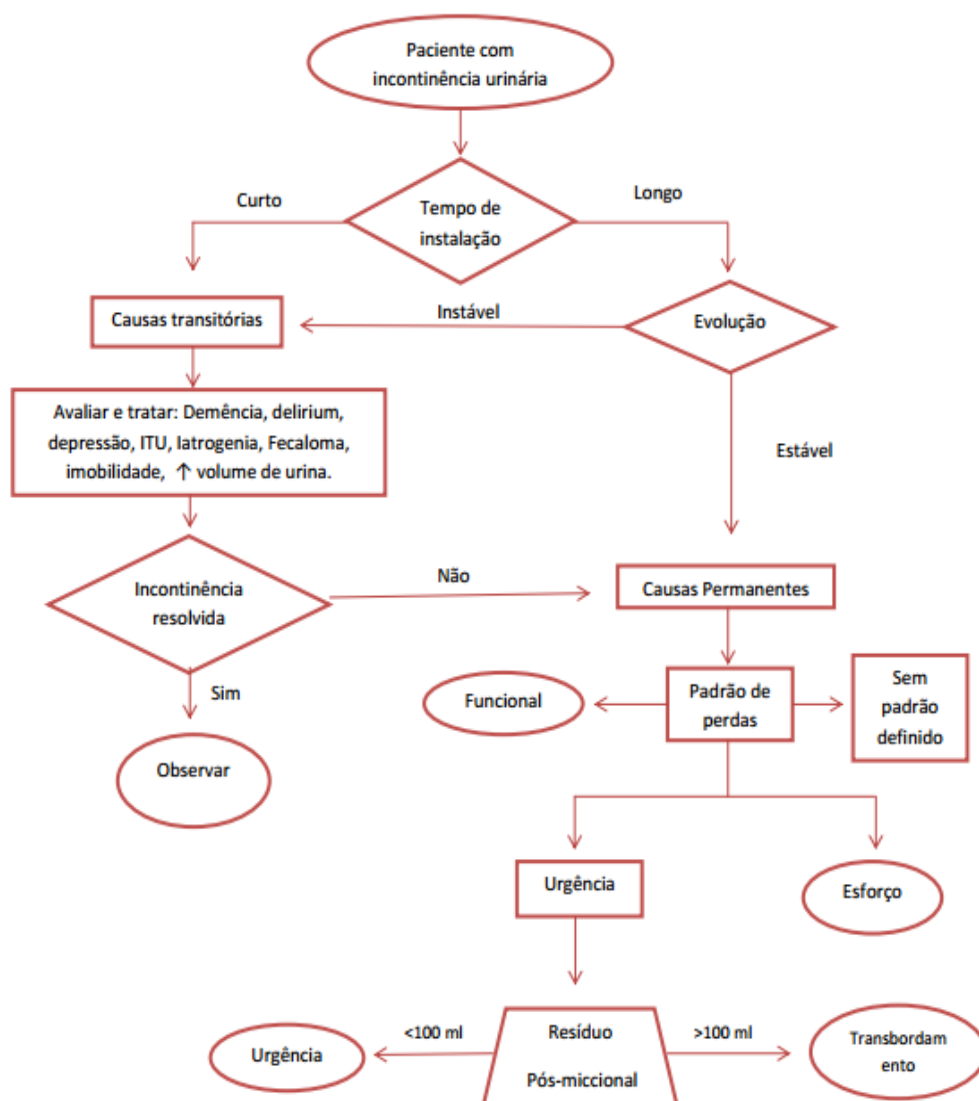 Paciente com
incontinência urinária
Curto
Longo
Tempo de
instalação
Causas transitórias
Instável
Evolução
Avaliar e tratar: Demência, delirium,
depressão, ITU, Iatrogenia, Fecaloma,
imobilidade, ↑ volume de urina.
Estável
Incontinência
resolvida
Não
Causas Permanentes
Sim
Funcional
Padrão de
perdas
Sem
padrão
definido
Observar
Urgência
Esforço
Urgência
<100 ml
Resíduo
Pós-miccional
>100 ml
Transbordam
ento